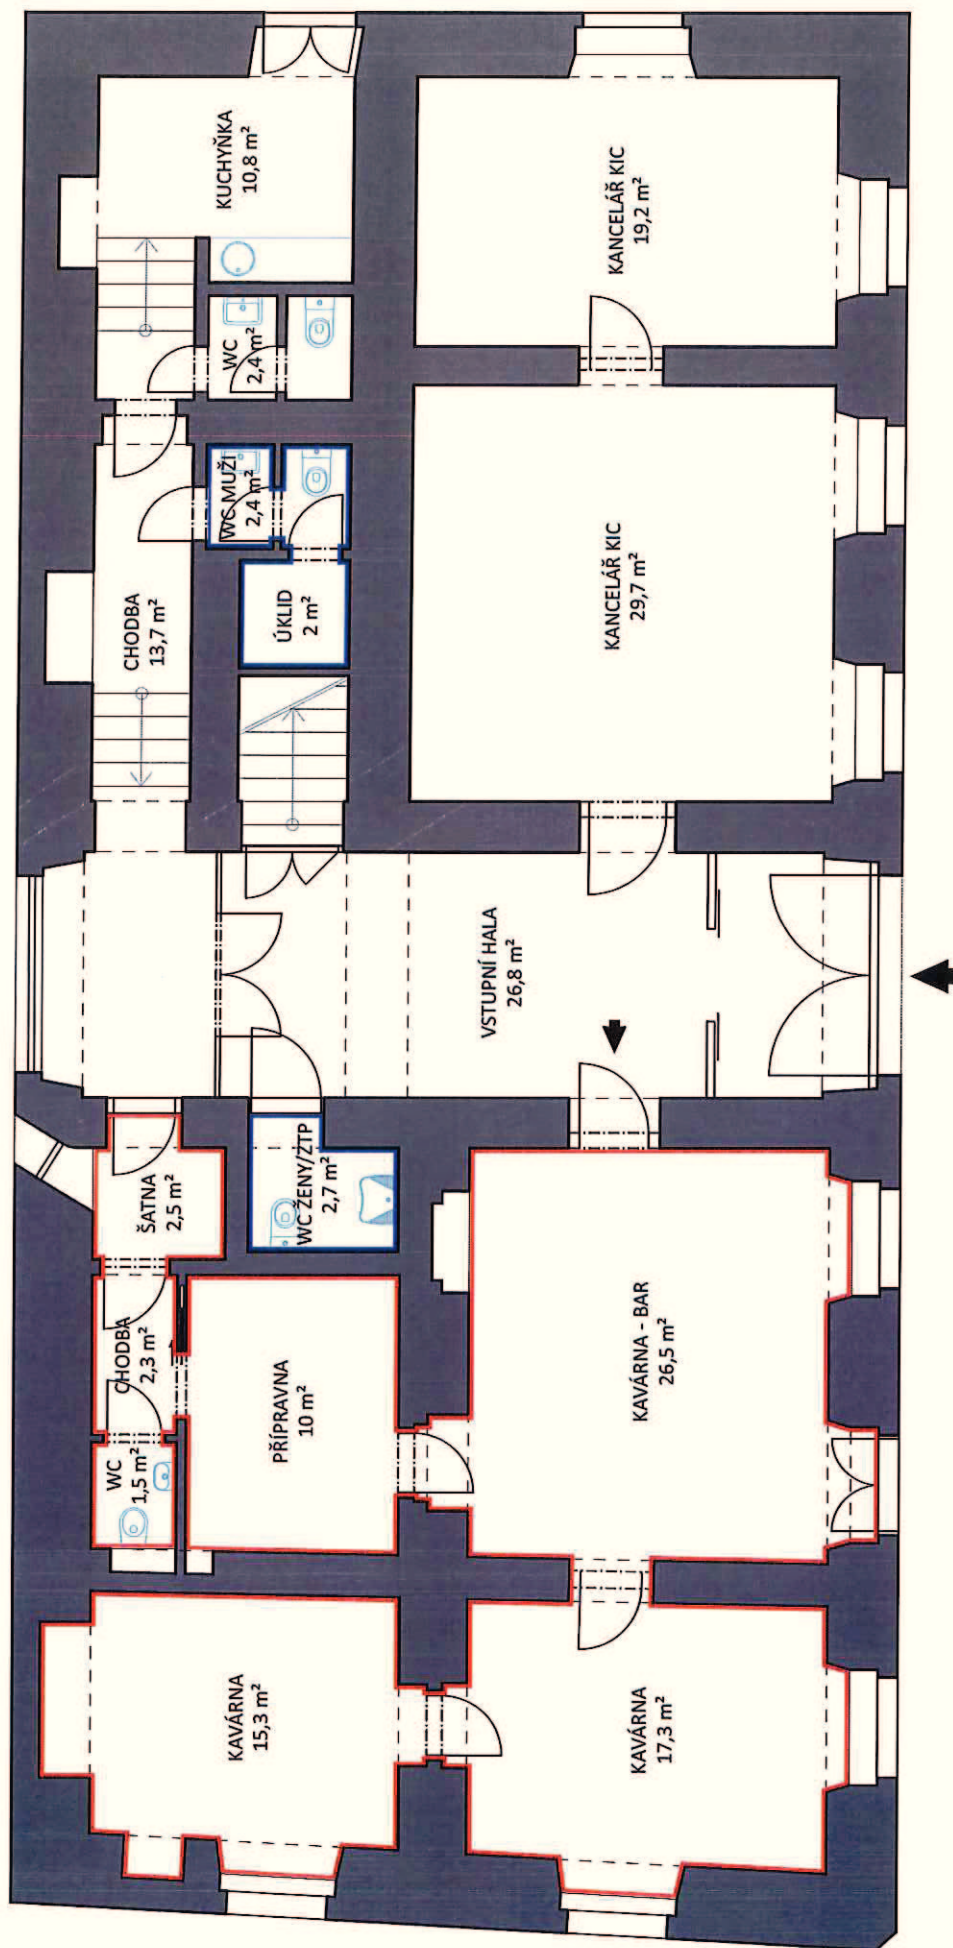 KUCHYŇKA
10,8 m²
KANCELÁŘ KIC
19,2 m²
WC
2,4 m²
WC MUŽI
2,4 m²
ÚKLID
2 m²
CHODBA
13,7 m²
KANCELÁŘ KIC
29,7 m²
VSTUPNÍ HALA
26,8 m²
ŠATNA
2,5 m²
WC ŽENY/ZTP
2,7 m²
CHODBA
2,3 m²
WC
1,5 m²
PŘÍPRAVNA
10 m²
KAVÁRNA - BAR
26,5 m²
KAVÁRNA
15,3 m²
KAVÁRNA
17,3 m²